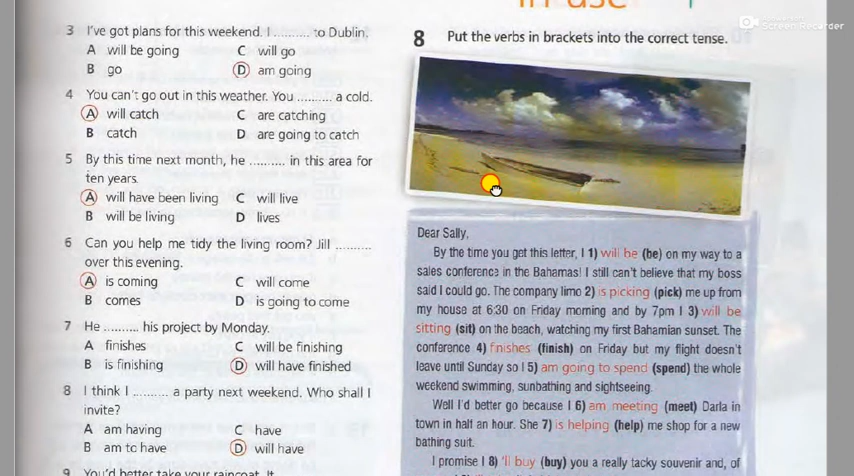 in use
Screen Recorder
3 I've got plans for this weekend. I .......... to Dublin.
A will be going C will go
B go D am going
4 You can't go out in this weather. You .......... a cold.
A will catch C are catching
B catch D are going to catch
5 By this time next month, he .......... in this area for
ten years.
A will have been living C will live
B will be living D lives
6 Can you help me tidy the living room? Jill ..........
over this evening.
A is coming C will come
B comes D is going to come
7 He .......... his project by Monday.
A finishes C will be finishing
B is finishing D will have finished
8 I think I .......... a party next weekend. Who shall I
invite?
A am having C have
B am to have D will have
9 You'd better take your raincoat. It
8 Put the verbs in brackets into the correct tense.
Dear Sally,
By the time you get this letter, I 1) will be (be) on my way to a
sales conference in the Bahamas! I still can't believe that my boss
said I could go. The company limo 2) is picking (pick) me up from
my house at 6:30 on Friday morning and by 7pm I 3) will be
sitting (sit) on the beach, watching my first Bahamian sunset. The
conference 4) finishes (finish) on Friday but my flight doesn't
leave until Sunday so I 5) am going to spend (spend) the whole
weekend swimming, sunbathing and sightseeing.
Well I'd better go because I 6) am meeting (meet) Darla in
town in half an hour. She 7) is helping (help) me shop for a new
bathing suit.
I promise I 8) 'll buy (buy) you a really tacky souvenir and, of